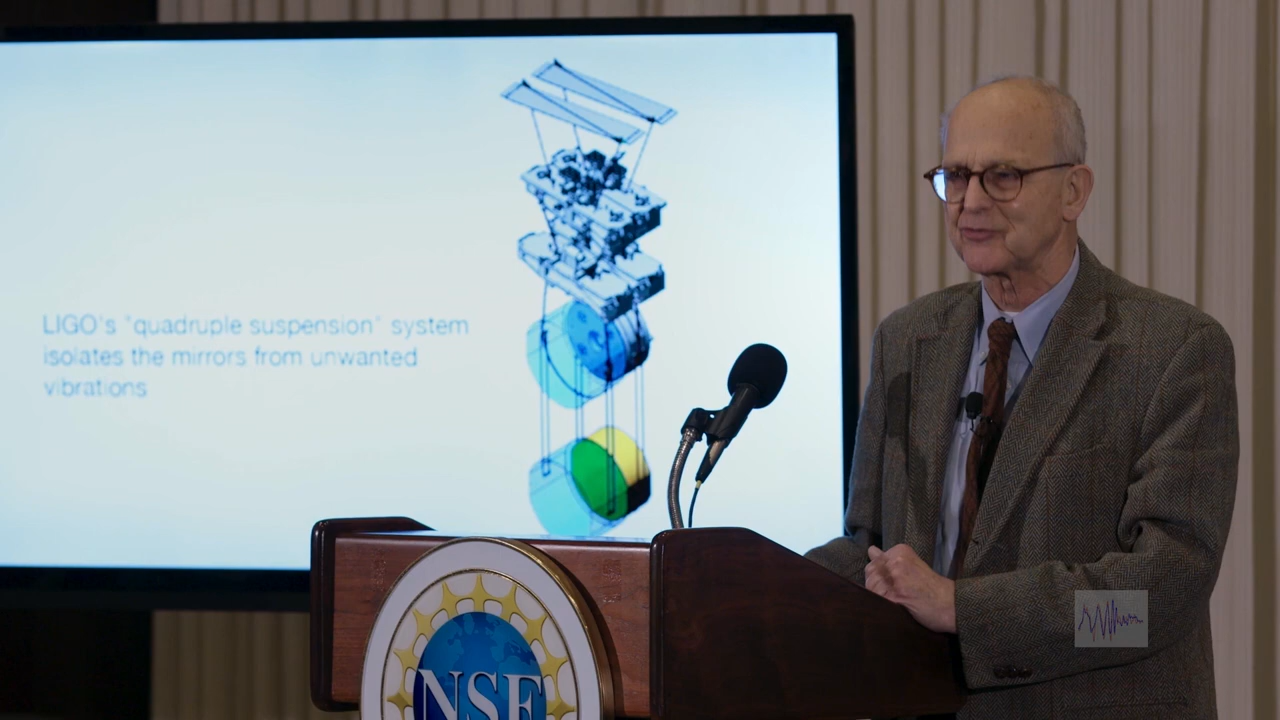 LIGO's "quadruple suspension" system
isolates the mirrors from unwanted
vibrations
NSF